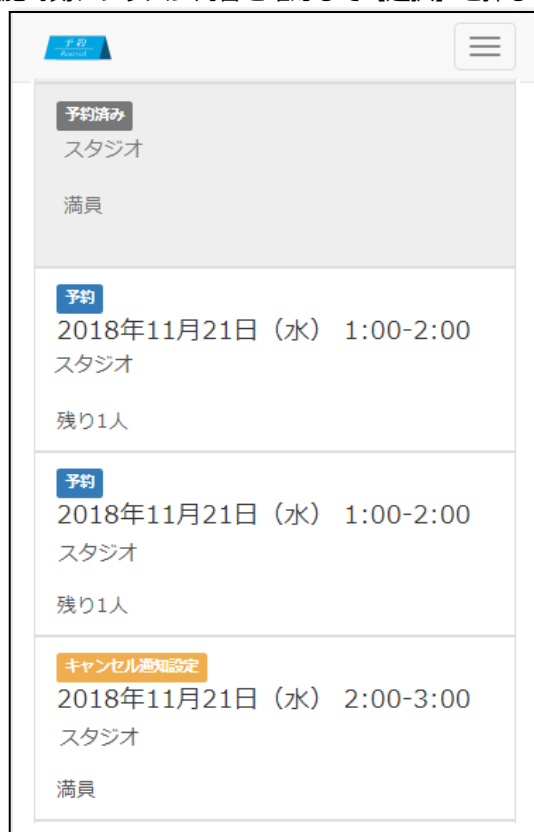 予約
Journal
予約済み
スタジオ
満員
予約
2018年11月21日（水） 1:00-2:00
スタジオ
残り1人
予約
2018年11月21日（水） 1:00-2:00
スタジオ
残り1人
キャンセル通知設定
2018年11月21日（水） 2:00-3:00
スタジオ
満員